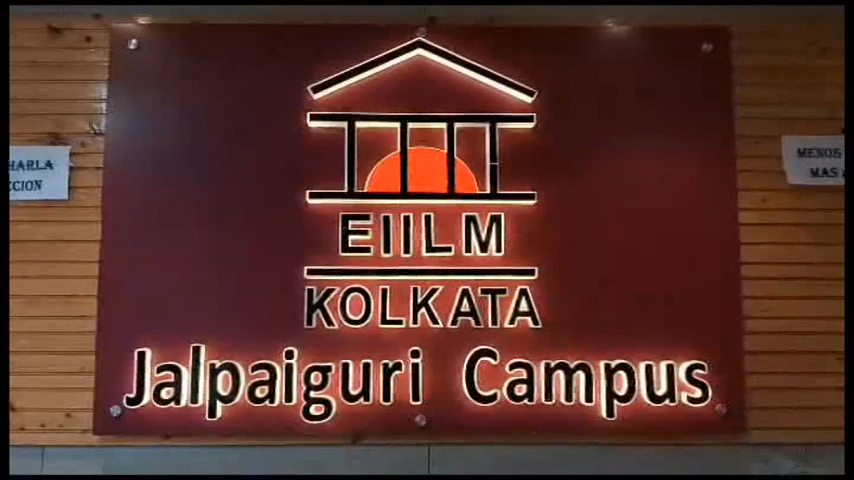 HARLA
CCION
MENOS
MAS
EIILM
KOLKATA
Jalpaiguri Campus